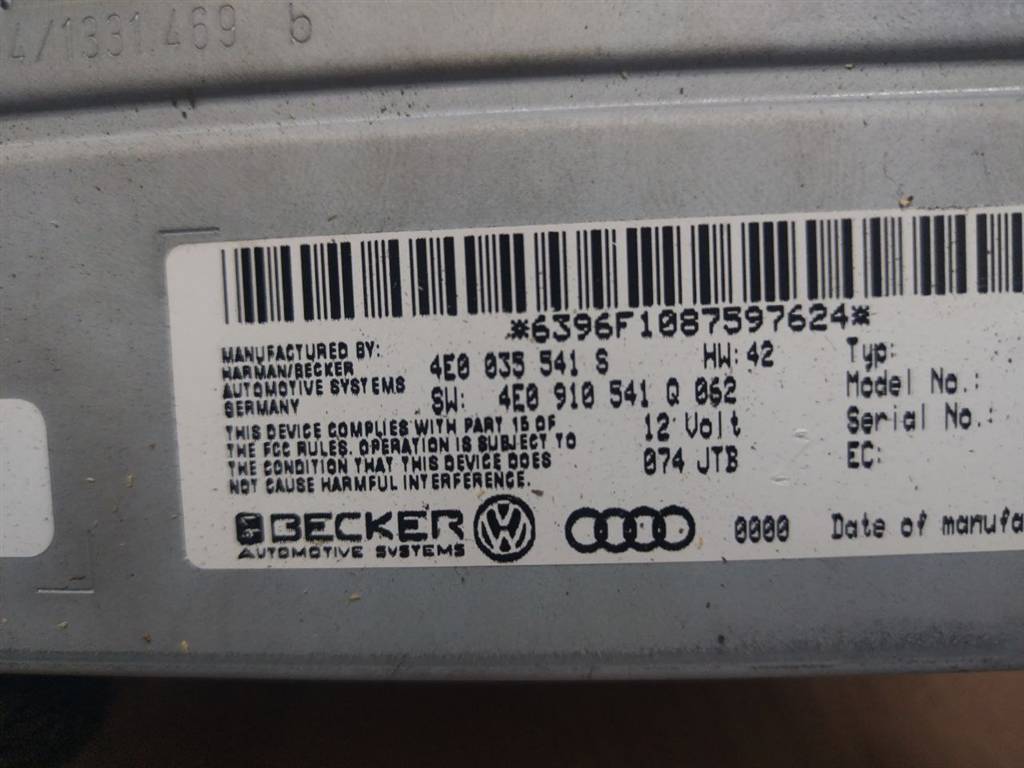 4/1331.469 b
*6396F1087597624*
MANUFACTURED BY:
HARMAN/BECKER
AUTOMOTIVE SYSTEMS
GERMANY
4E0 035 541 S HW: 42
SW: 4E0 910 541 Q 062
12 Volt
074 JTB
Typ:
Model No.:
Serial No.:
EC:
THIS DEVICE COMPLIES WITH PART 15 OF
THE FCC RULES. OPERATION IS SUBJECT TO
THE CONDITION THAT THIS DEVICE DOES
NOT CAUSE HARMFUL INTERFERENCE.
BECKER
AUTOMOTIVE SYSTEMS
0000 Date of manufa